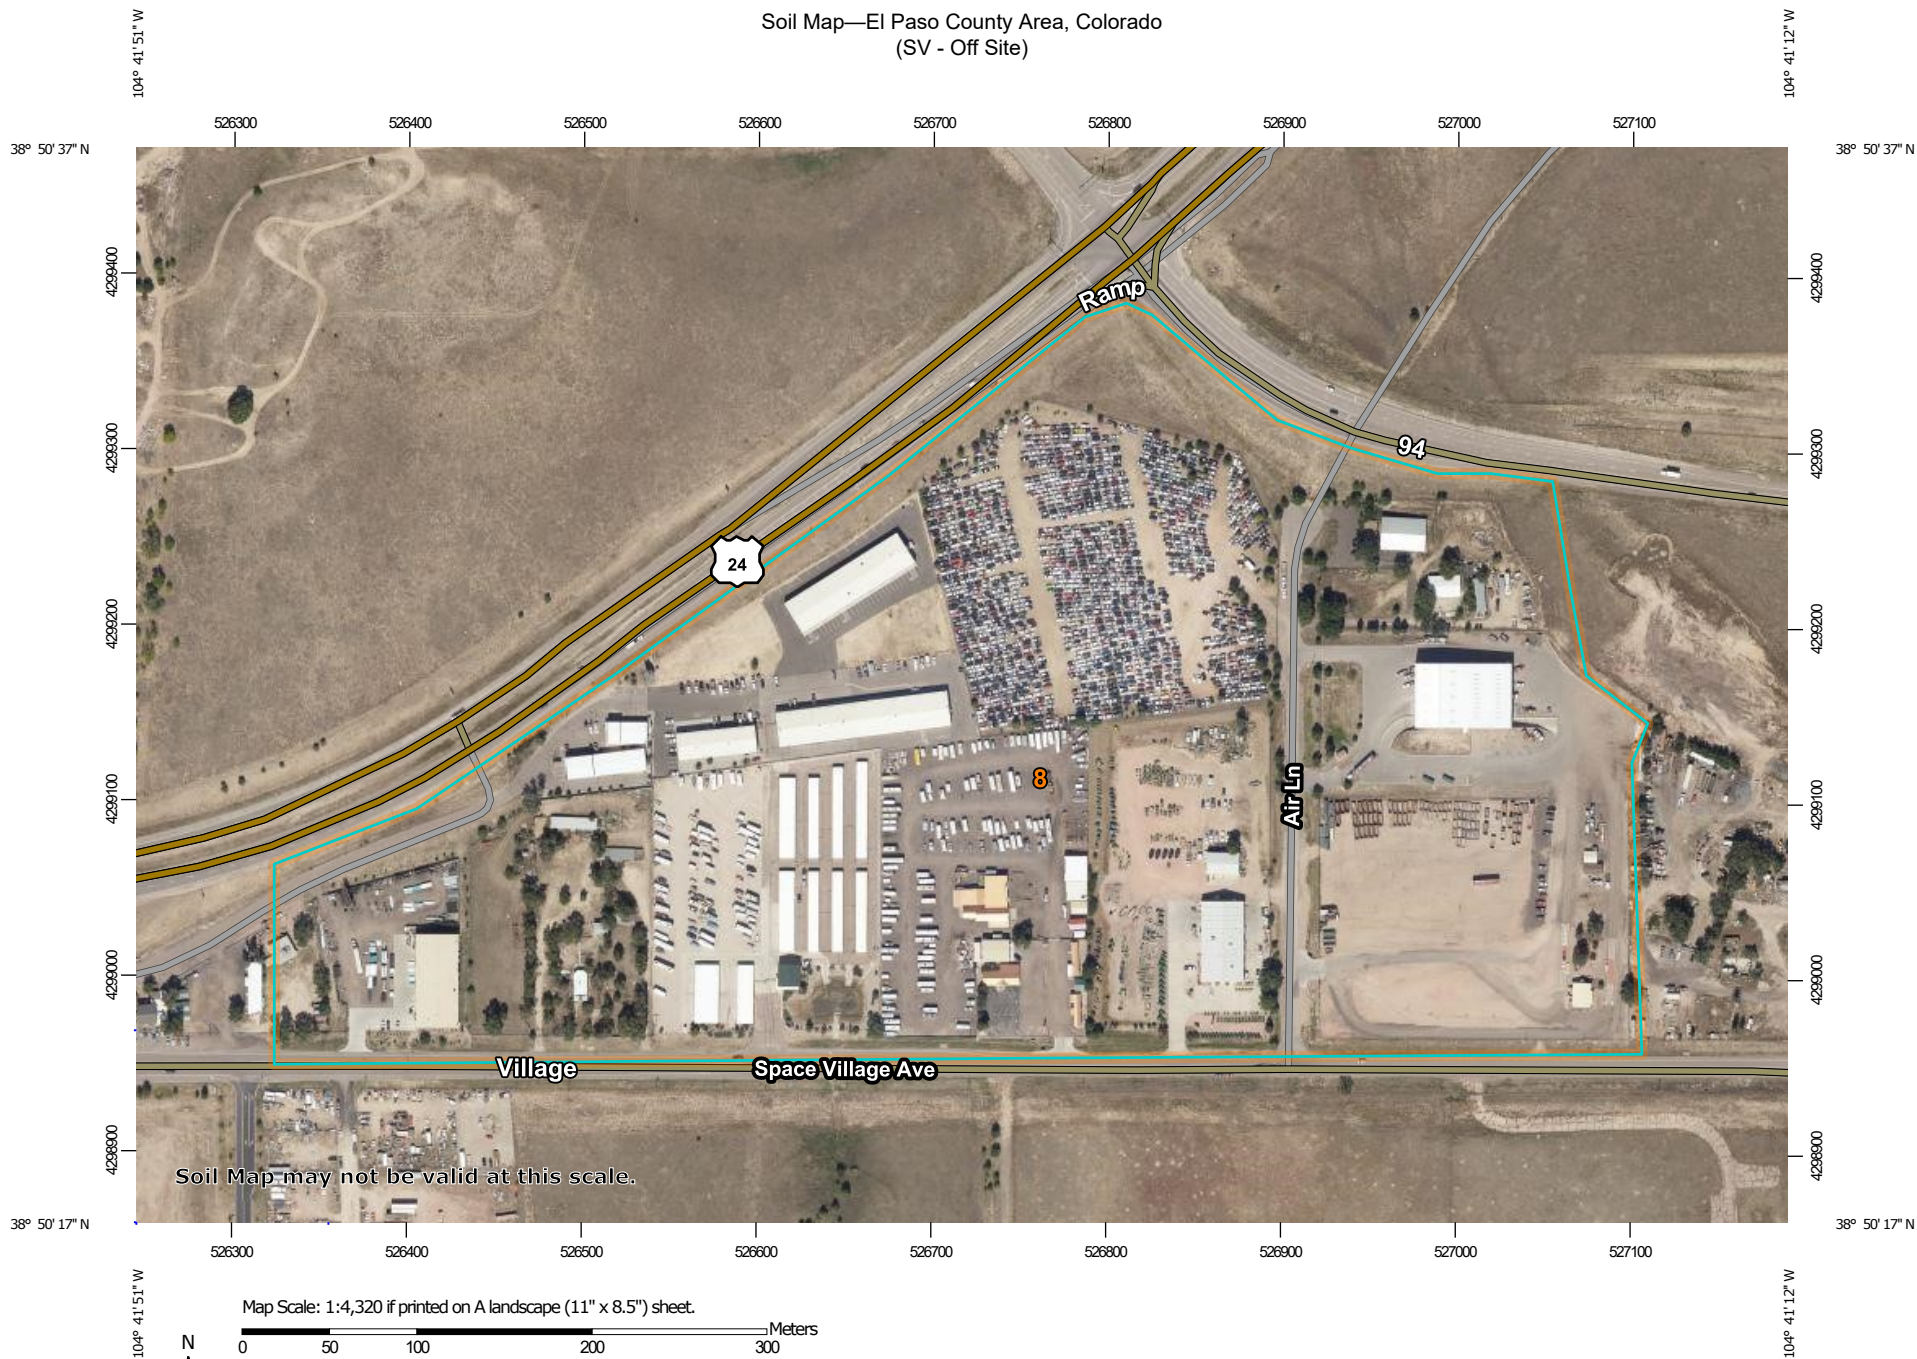 Soil Map—El Paso County Area, Colorado
(SV - Off Site)
104° 41' 51'' W
104° 41' 12'' W
526300 526400 526500 526600 526700 526800 526900 527000 527100
38° 50' 37'' N
38° 50' 37'' N
4299400
4299400
Ramp
94
4299300
4299300
24
4299200
4299200
8
Air Ln
4299100
4299100
4299000
4299000
Village
Space Village Ave
4298900
4298900
Soil Map may not be valid at this scale.
38° 50' 17'' N
38° 50' 17'' N
526300 526400 526500 526600 526700 526800 526900 527000 527100
104° 41' 51'' W
104° 41' 12'' W
Map Scale: 1:4,320 if printed on A landscape (11" x 8.5") sheet.
Meters
N
0 50 100 200 300